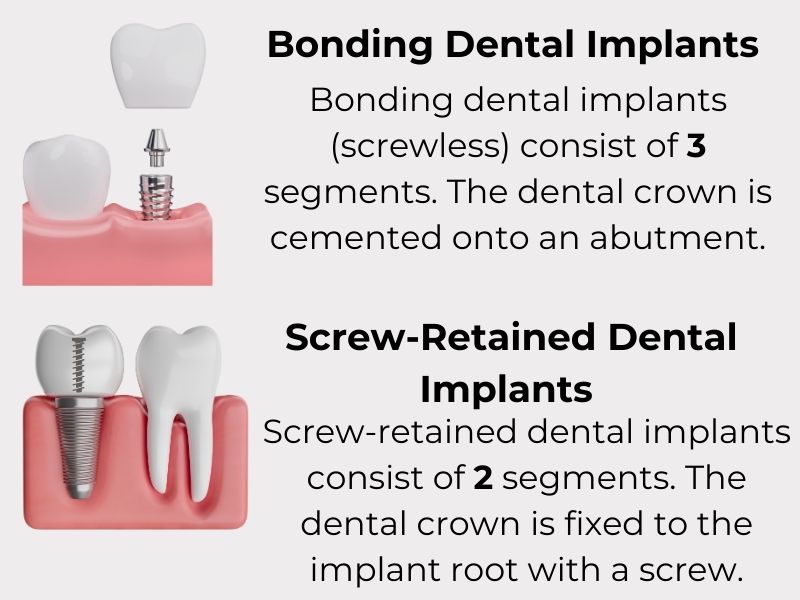 Bonding Dental Implants
Bonding dental implants
(screwless) consist of 3
segments. The dental crown is
cemented onto an abutment.
Screw-Retained Dental
Implants
Screw-retained dental implants
consist of 2 segments. The
dental crown is fixed to the
implant root with a screw.